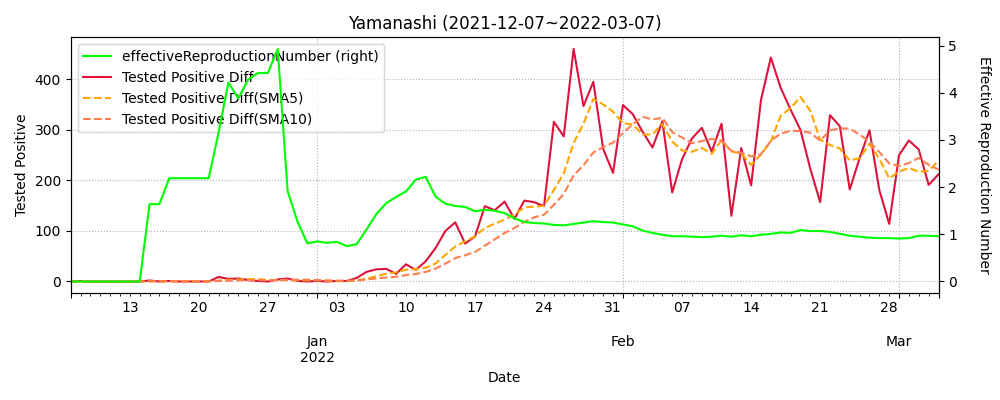 Yamanashi (2021-12-07~2022-03-07)
effectiveReproductionNumber (right)
Tested Positive Diff
Tested Positive Diff(SMA5)
Tested Positive Diff(SMA10)
Tested Positive
400
300
200
100
0
5
4
3
2
1
0
Effective Reproduction Number
13 20 27 03 10 17 24 31 07 14 21 28
Jan Feb Mar
2022
Date